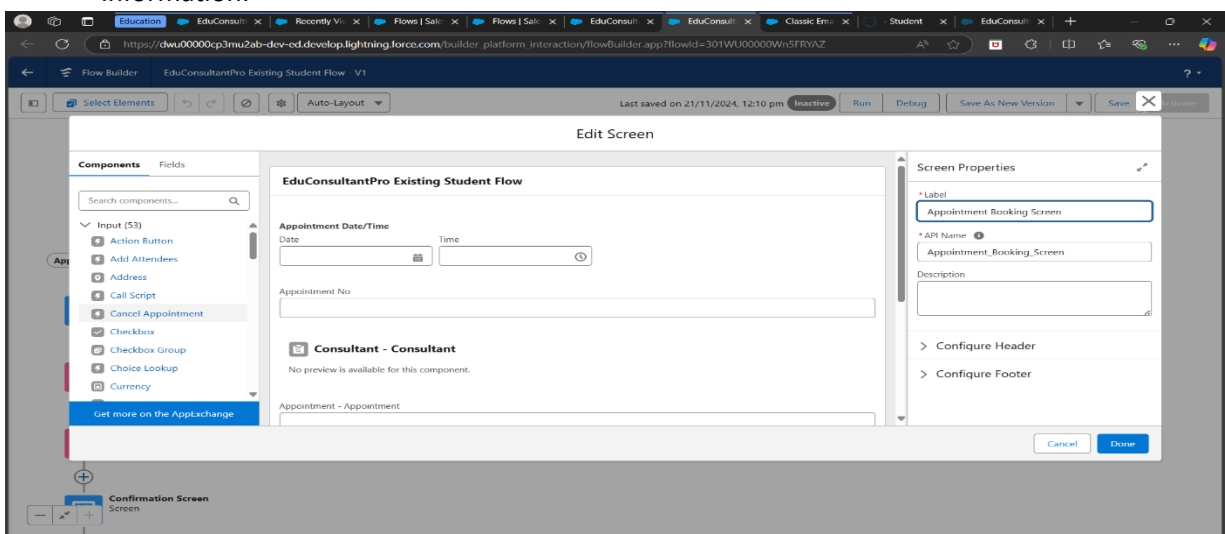 information.
Education
EduConsulti
Recently Vie
Flows | Sale
Flows | Sale
EduConsult
EduConsult
Classic Ema
- Student
EduConsult
https://dwu00000cp3mu2ab-dev-ed.develop.lightning.force.com/builder_platform_interaction/flowBuilder.app?flowId=301WU00000Wn5FRYAZ
Flow Builder EduConsultantPro Existing Student Flow - V1 ?
Select Elements Auto-Layout Last saved on 21/11/2024, 12:10 pm Inactive Run Debug Save As New Version Save Activate
Edit Screen
Components Fields
Search components...
Input (53)
Action Button
Add Attendees
Address
Call Script
Cancel Appointment
Checkbox
Checkbox Group
Choice Lookup
Currency
Get more on the AppExchange
EduConsultantPro Existing Student Flow
Appointment Date/Time
Date Time
Appointment No
Consultant - Consultant
No preview is available for this component.
Appointment - Appointment
Screen Properties
* Label
Appointment Booking Screen
* API Name
Appointment_Booking_Screen
Description
Configure Header
Configure Footer
Cancel Done
App
Confirmation Screen
Screen